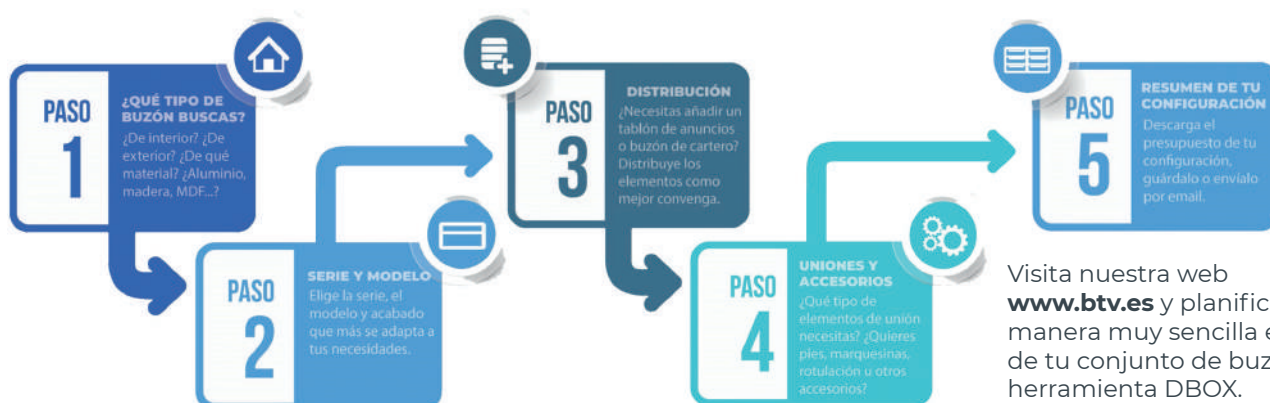 PASO
1
¿QUÉ TIPO DE
BUZÓN BUSCAS?
¿De interior? ¿De
exterior? ¿De qué
material? ¿Aluminio,
madera, MDF...?
PASO
2
SERIE Y MODELO
Elige la serie, el
modelo y acabado
que más se adapta a
tus necesidades.
PASO
3
DISTRIBUCIÓN
¿Necesitas añadir un
tablón de anuncios
o buzón de cartero?
Distribuye los
elementos como
mejor convenga.
PASO
4
UNIONES Y
ACCESORIOS
¿Qué tipo de
elementos de unión
necesitas? ¿Quieres
pies, marquesinas,
rotulación u otros
accesorios?
PASO
5
RESUMEN DE TU
CONFIGURACIÓN
Descarga el
presupuesto de tu
configuración,
guárdalo o envíalo
por email.
Visita nuestra web
www.btv.es y planific
manera muy sencilla e
de tu conjunto de buz
herramienta DBOX.